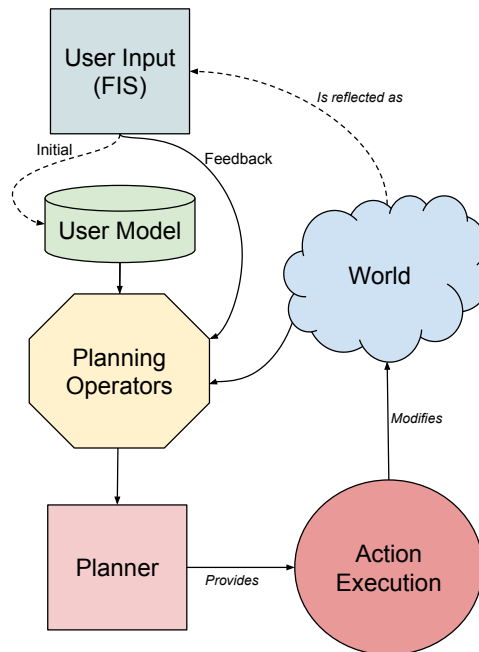 User Input
(FIS)
Is reflected as
Initial
Feedback
User Model
World
Planning
Operators
Modifies
Planner
Provides
Action
Execution